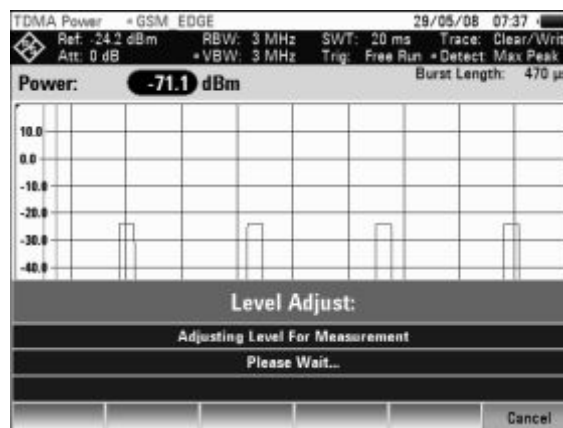 TDMA Power • GSM EDGE 29/05/08 07:37
Ref: -24.2 dBm RBW: 3 MHz SWT: 20 ms Trace: Clear/Writ
Att: 0 dB • VBW: 3 MHz Trig: Free Run • Detect: Max Peak
Power: -71.1 dBm Burst Length: 470 µs
10.0
0.0
-10.0
-20.0
-30.0
-40.0
Level Adjust:
Adjusting Level For Measurement
Please Wait...
Cancel